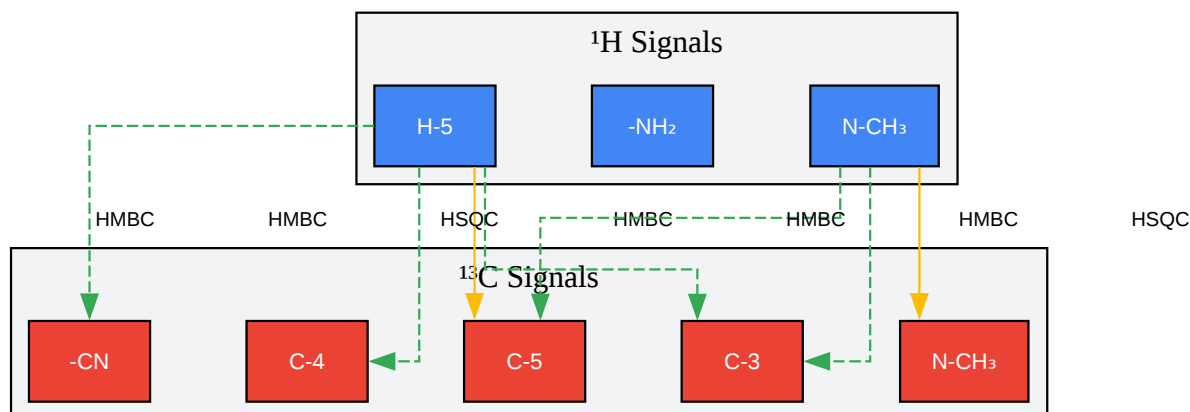 ¹H Signals
H-5
-NH₂
N-CH₃
HMBC
HMBC
HSQC
HMBC
HMBC
HMBC
HSQC
¹³C Signals
-CN
C-4
C-5
C-3
N-CH₃